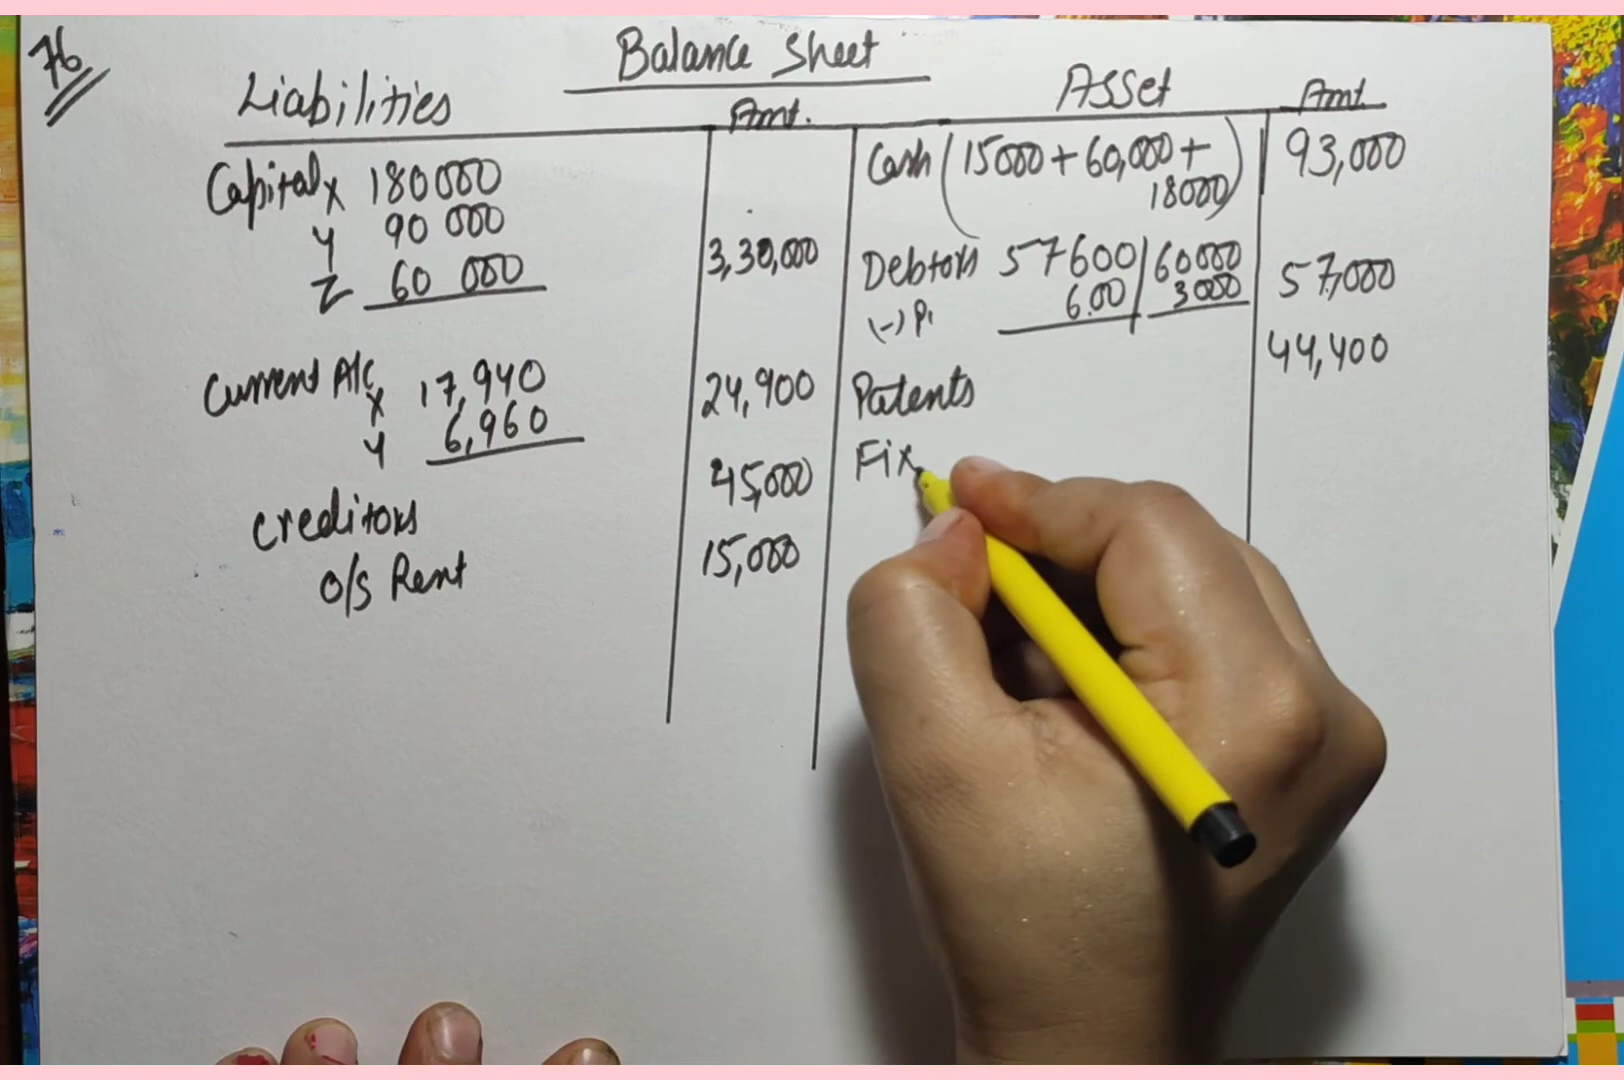 76
Balance Sheet
Liabilities Amt. Asset Amt.
Capital X 180000
Y 90 000
Z 60 000 3,30,000
Current A/c X 17,940
Y 6,960 24,900
Creditors 45,000
O/S Rent 15,000
Cash (15000 + 60,000 + 18000) 93,000
Debtors 57600 60000 57,000
(-) Pr 600 3000
44,400
Patents
Fix